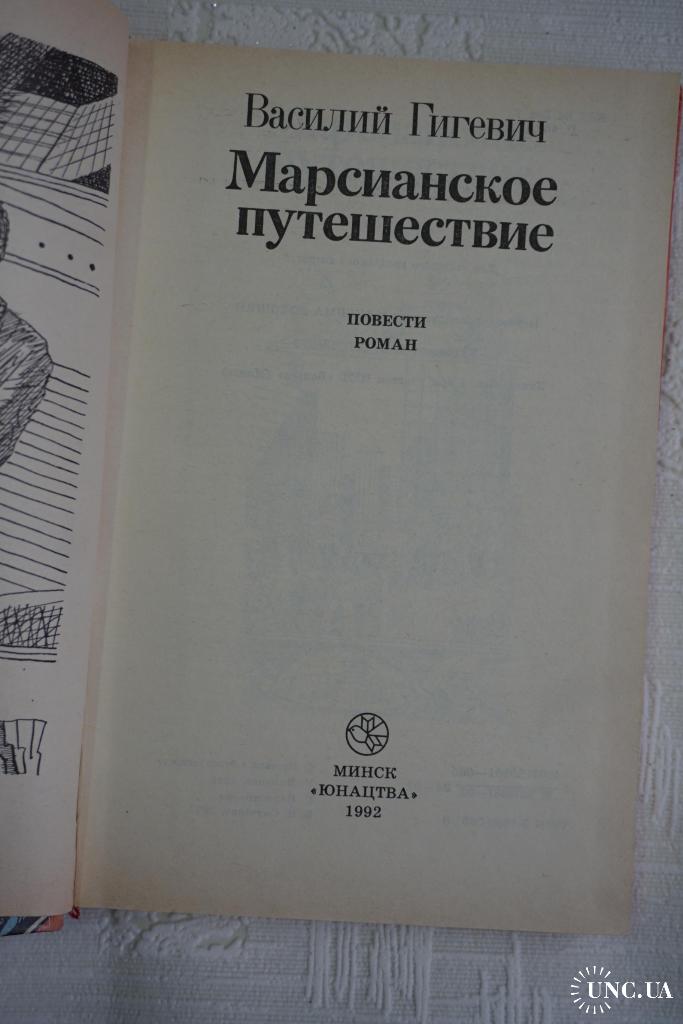 Василий Гигевич
Марсианское
путешествие
ПОВЕСТИ
РОМАН
МИНСК
«ЮНАЦТВА»
1992
UNC.UA